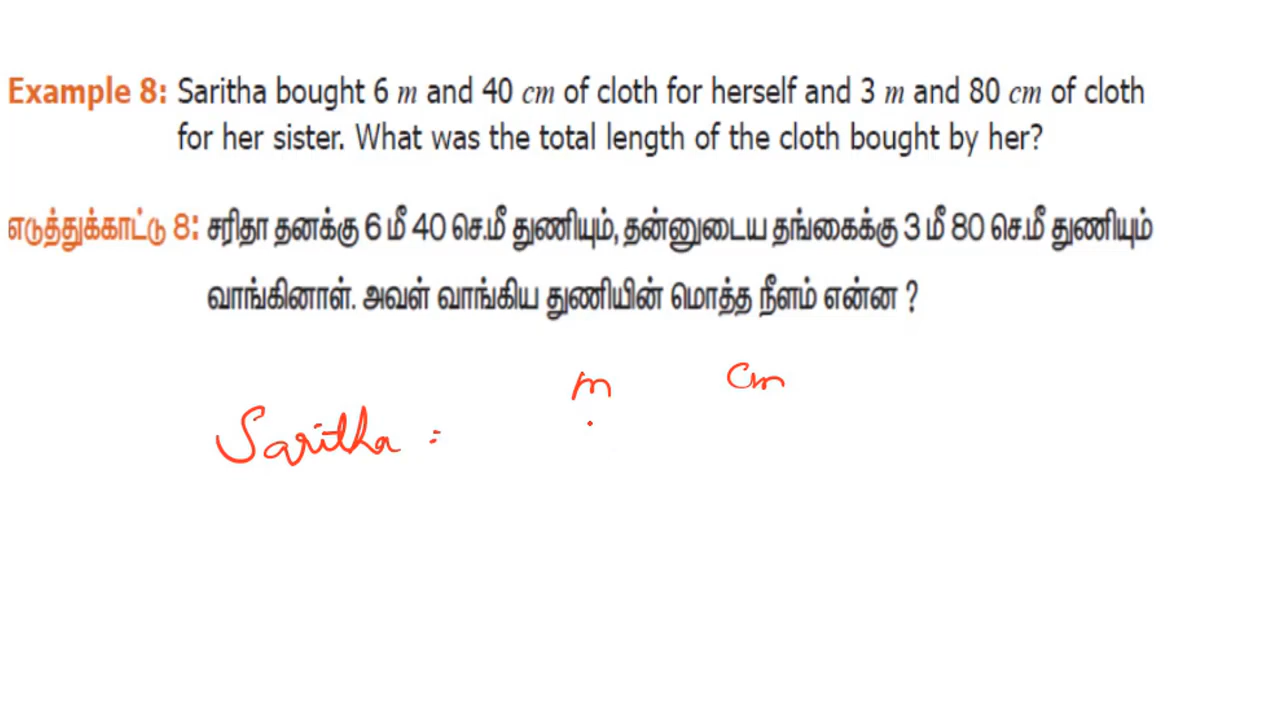 Example 8: Saritha bought 6 m and 40 cm of cloth for herself and 3 m and 80 cm of cloth
for her sister. What was the total length of the cloth bought by her?
எடுத்துக்காட்டு 8: சரிதா தனக்கு 6 மீ 40 செ.மீ துணியும், தன்னுடைய தங்கைக்கு 3 மீ 80 செ.மீ துணியும்
வாங்கினாள். அவள் வாங்கிய துணியின் மொத்த நீளம் என்ன ?
m cm
Saritha =